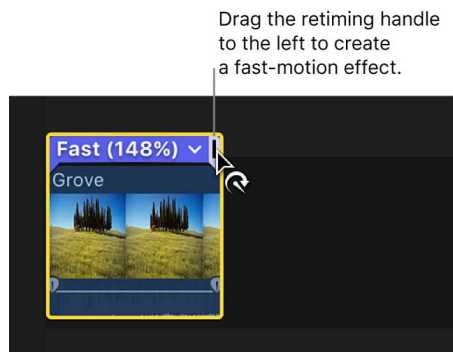 Drag the retiming handle
to the left to create
a fast-motion effect.
Fast (148%)
Grove